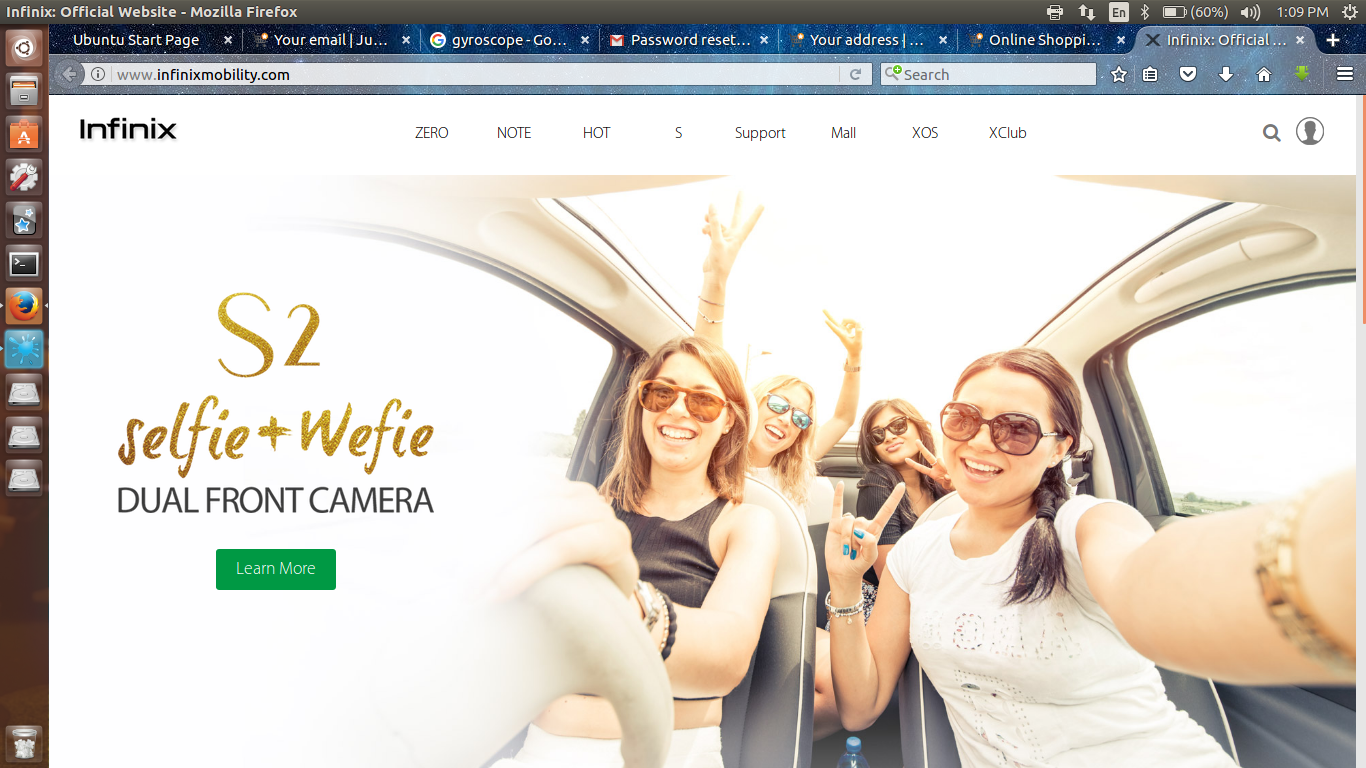 Infinix: Official Website - Mozilla Firefox
En
(60%)
1:09 PM
Ubuntu Start Page
Your email | Ju...
gyroscope - Go...
Password reset...
Your address | ...
Online Shoppi...
Infinix: Official ...
www.infinixmobility.com
Search
Infinix
ZERO
NOTE
HOT
S
Support
Mall
XOS
XClub
S2
selfie+Wefie
DUAL FRONT CAMERA
Learn More